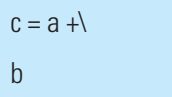 c = a +\
b